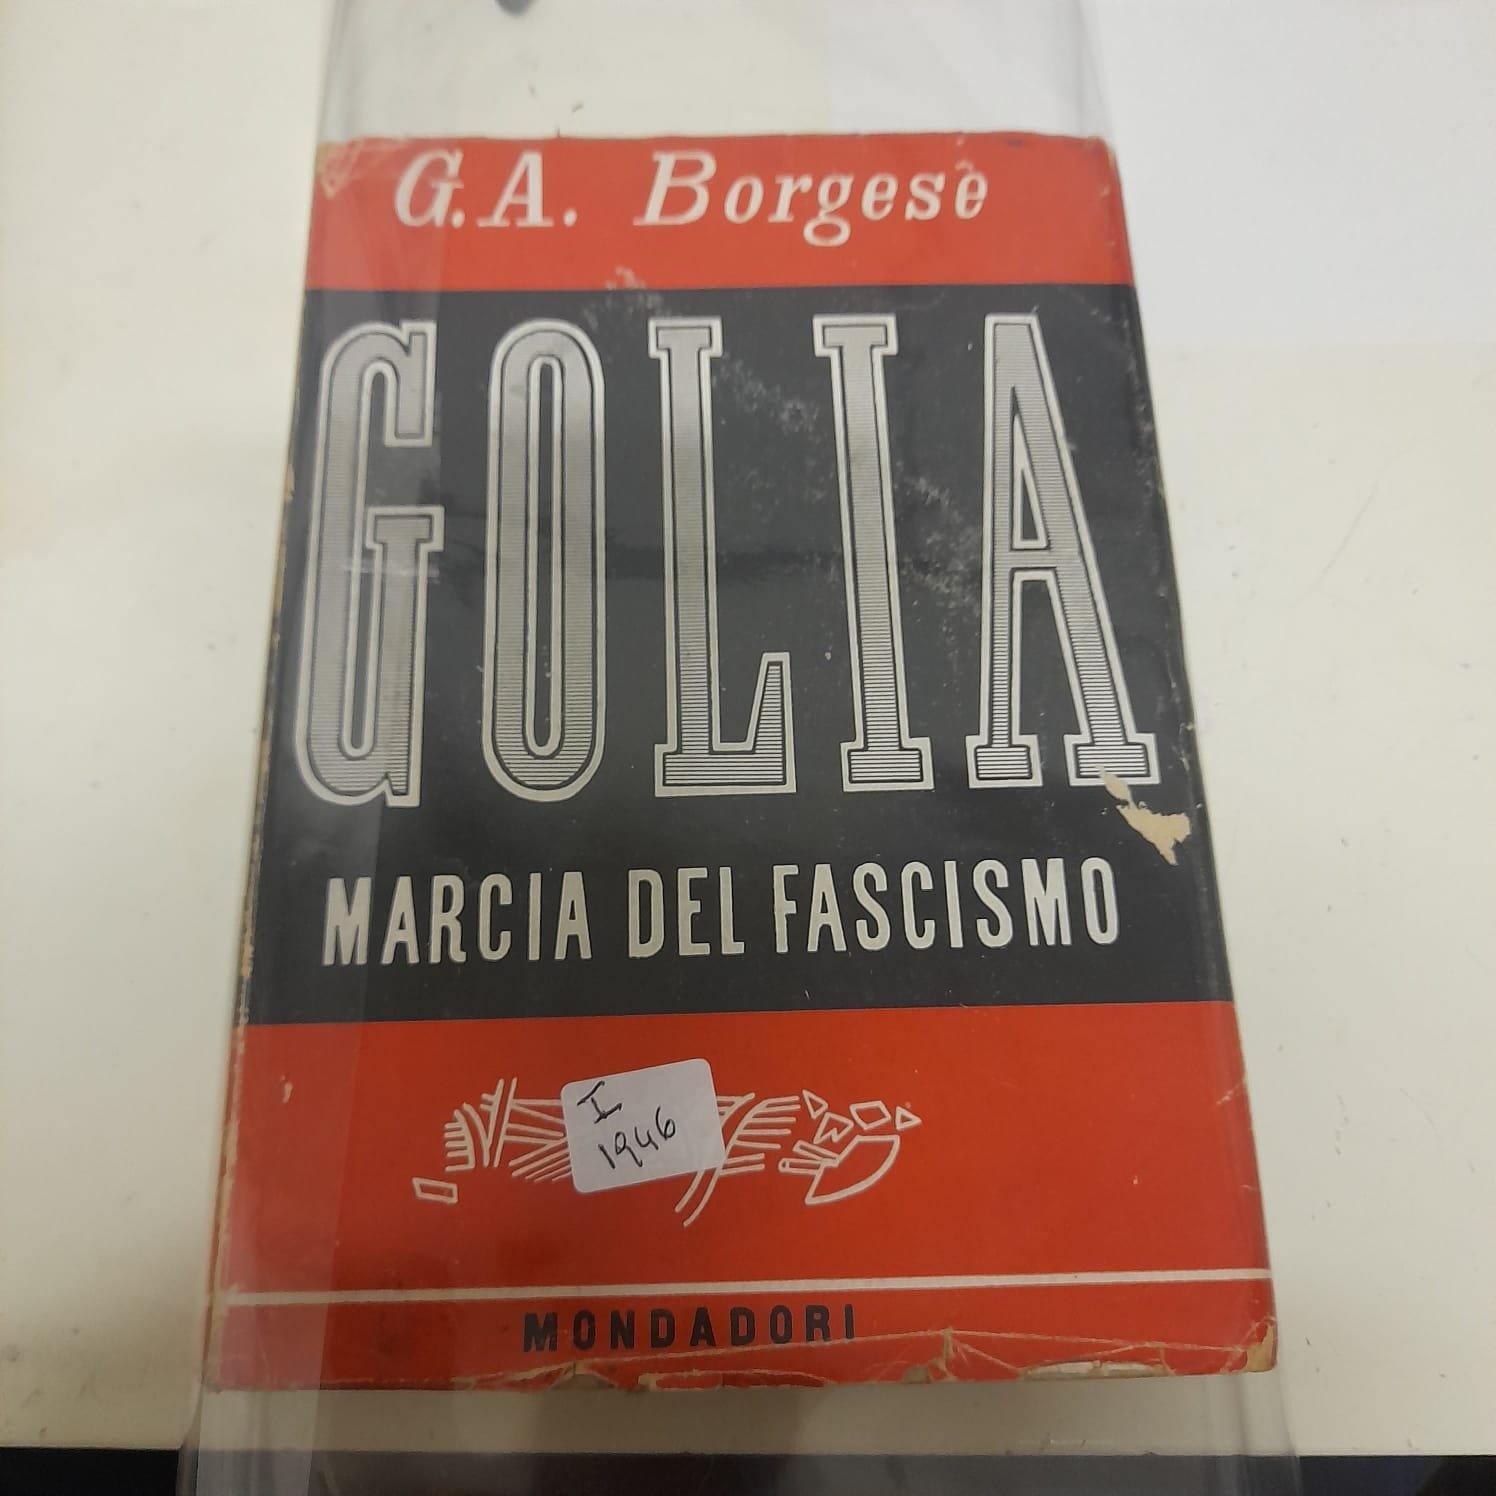 G.A. Borgese
GOLIA
MARCIA DEL FASCISMO
I
1946
MONDADORI